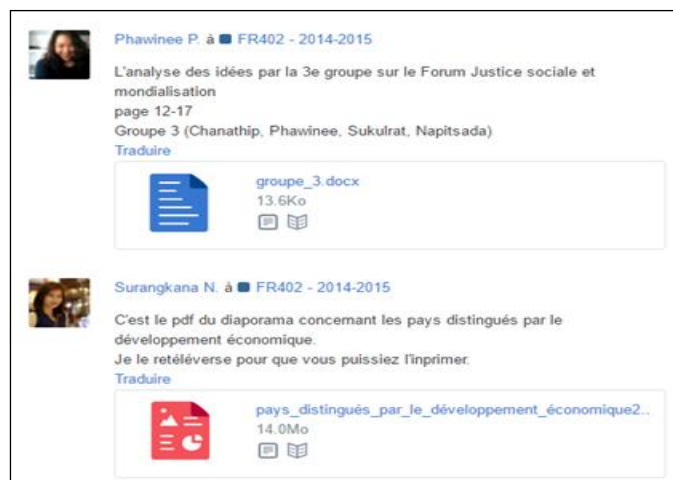 Phawinee P. à FR402 - 2014-2015
L'analyse des idées par la 3e groupe sur le Forum Justice sociale et
mondialisation
page 12-17
Groupe 3 (Chanathip, Phawinee, Sukulrat, Napitsada)
Traduire
groupe_3.docx
13.6Ko
Surangkana N. à FR402 - 2014-2015
C'est le pdf du diaporama concernant les pays distingués par le
développement économique.
Je le retéléverse pour que vous puissiez l'inprimer.
Traduire
pays_distingués_par_le_développement_économique2..
14.0Mo